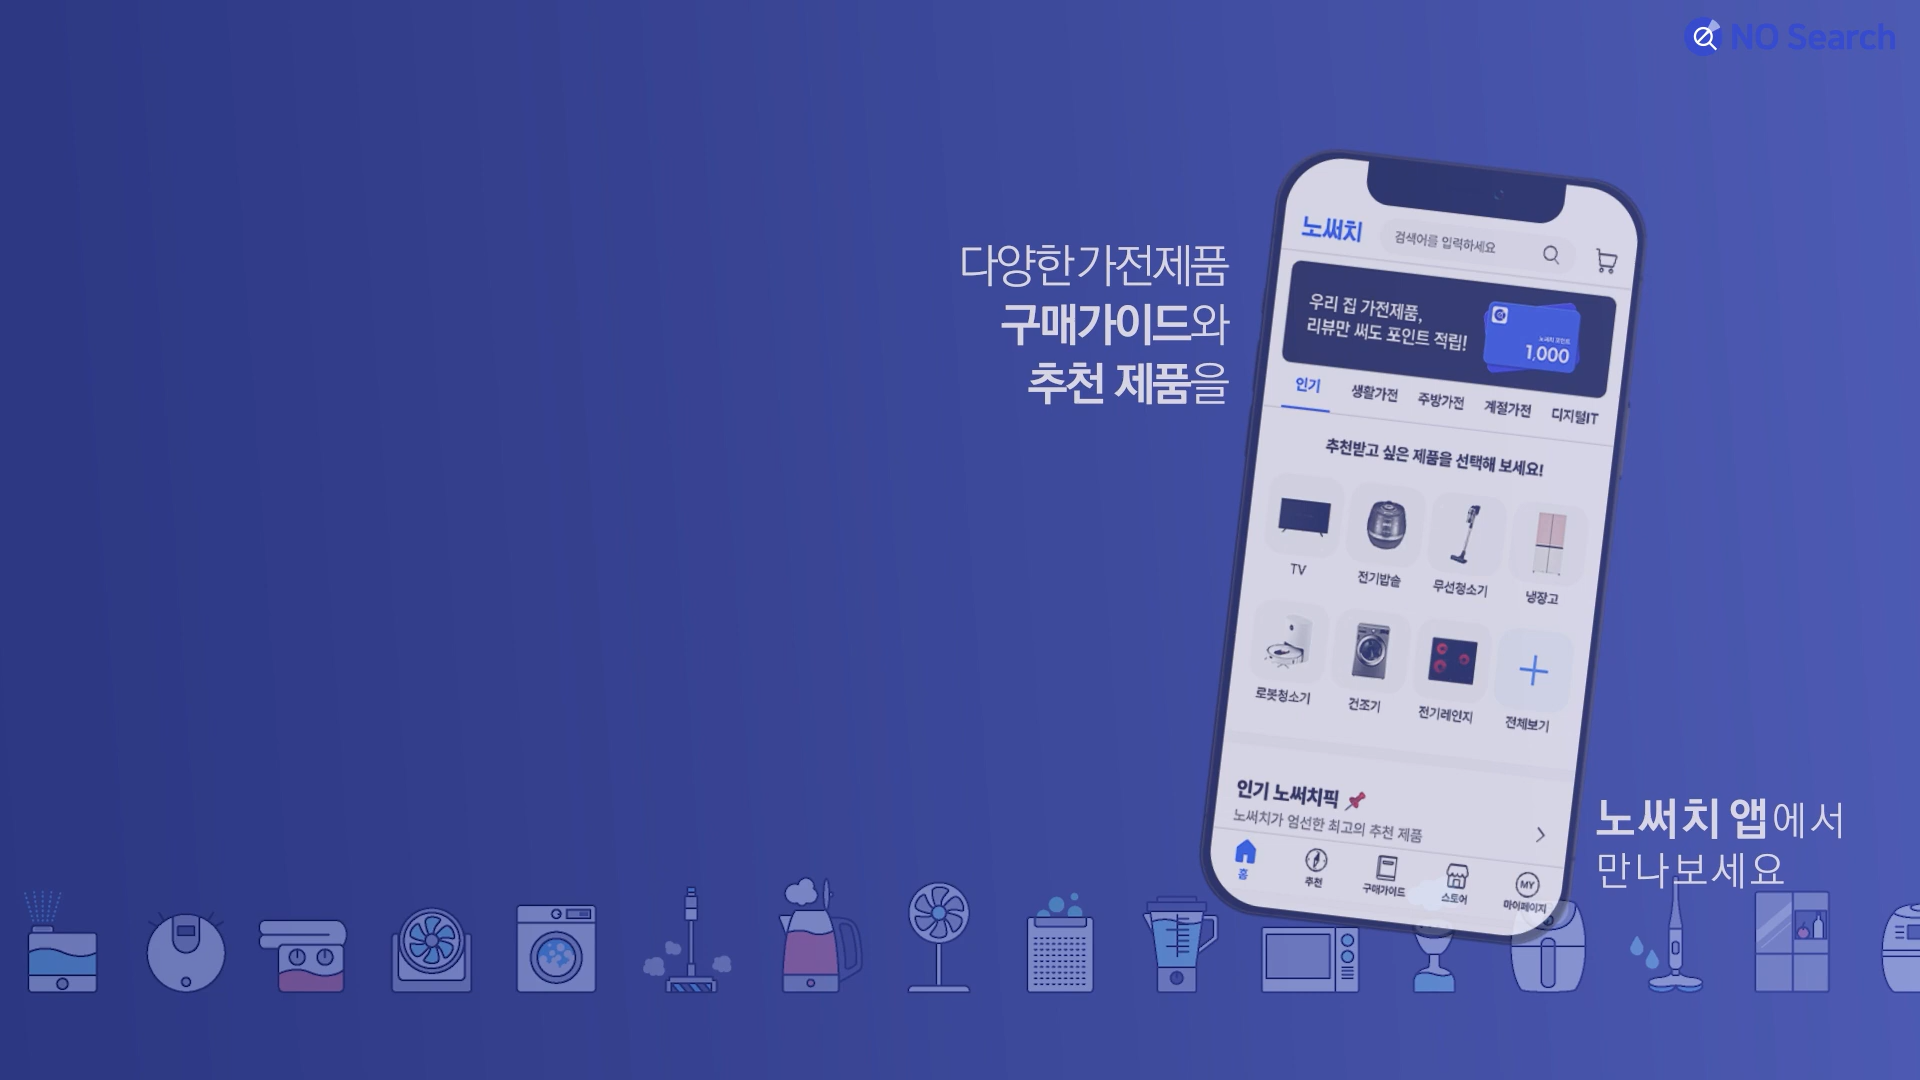 NO Search
다양한 가전제품
구매가이드와
추천 제품을
노써치
검색어를 입력하세요
우리 집 가전제품,
리뷰만 써도 포인트 적립!
노써치 포인트
1,000
인기 생활가전 주방가전 계절가전 디지털IT
추천받고 싶은 제품을 선택해 보세요!
TV 전기밥솥 무선청소기 냉장고
로봇청소기 건조기 전기레인지 전체보기
인기 노써치픽
노써치가 엄선한 최고의 추천 제품
홈 추천 구매가이드 스토어 MY 마이페이지
노써치 앱에서
만나보세요